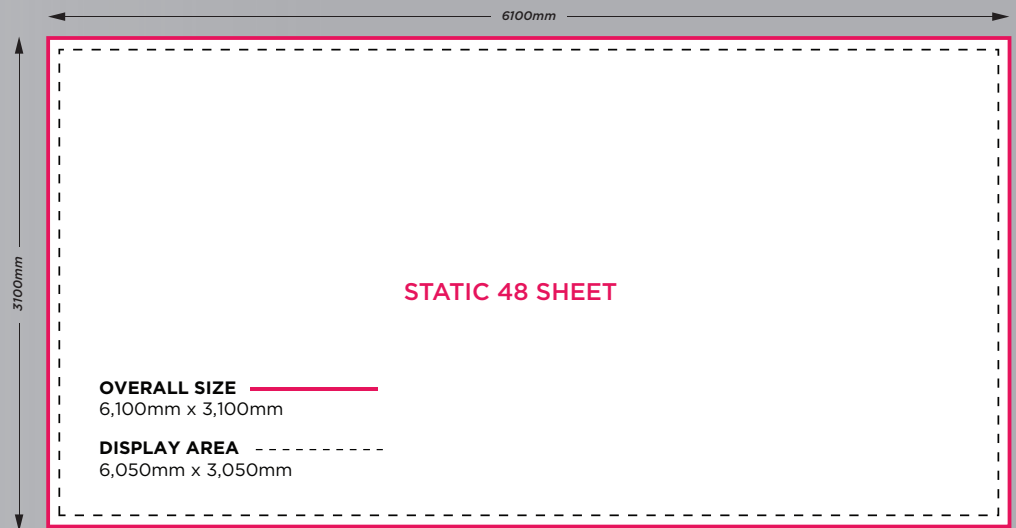 6100mm
3100mm
STATIC 48 SHEET
OVERALL SIZE
6,100mm x 3,100mm
DISPLAY AREA
6,050mm x 3,050mm